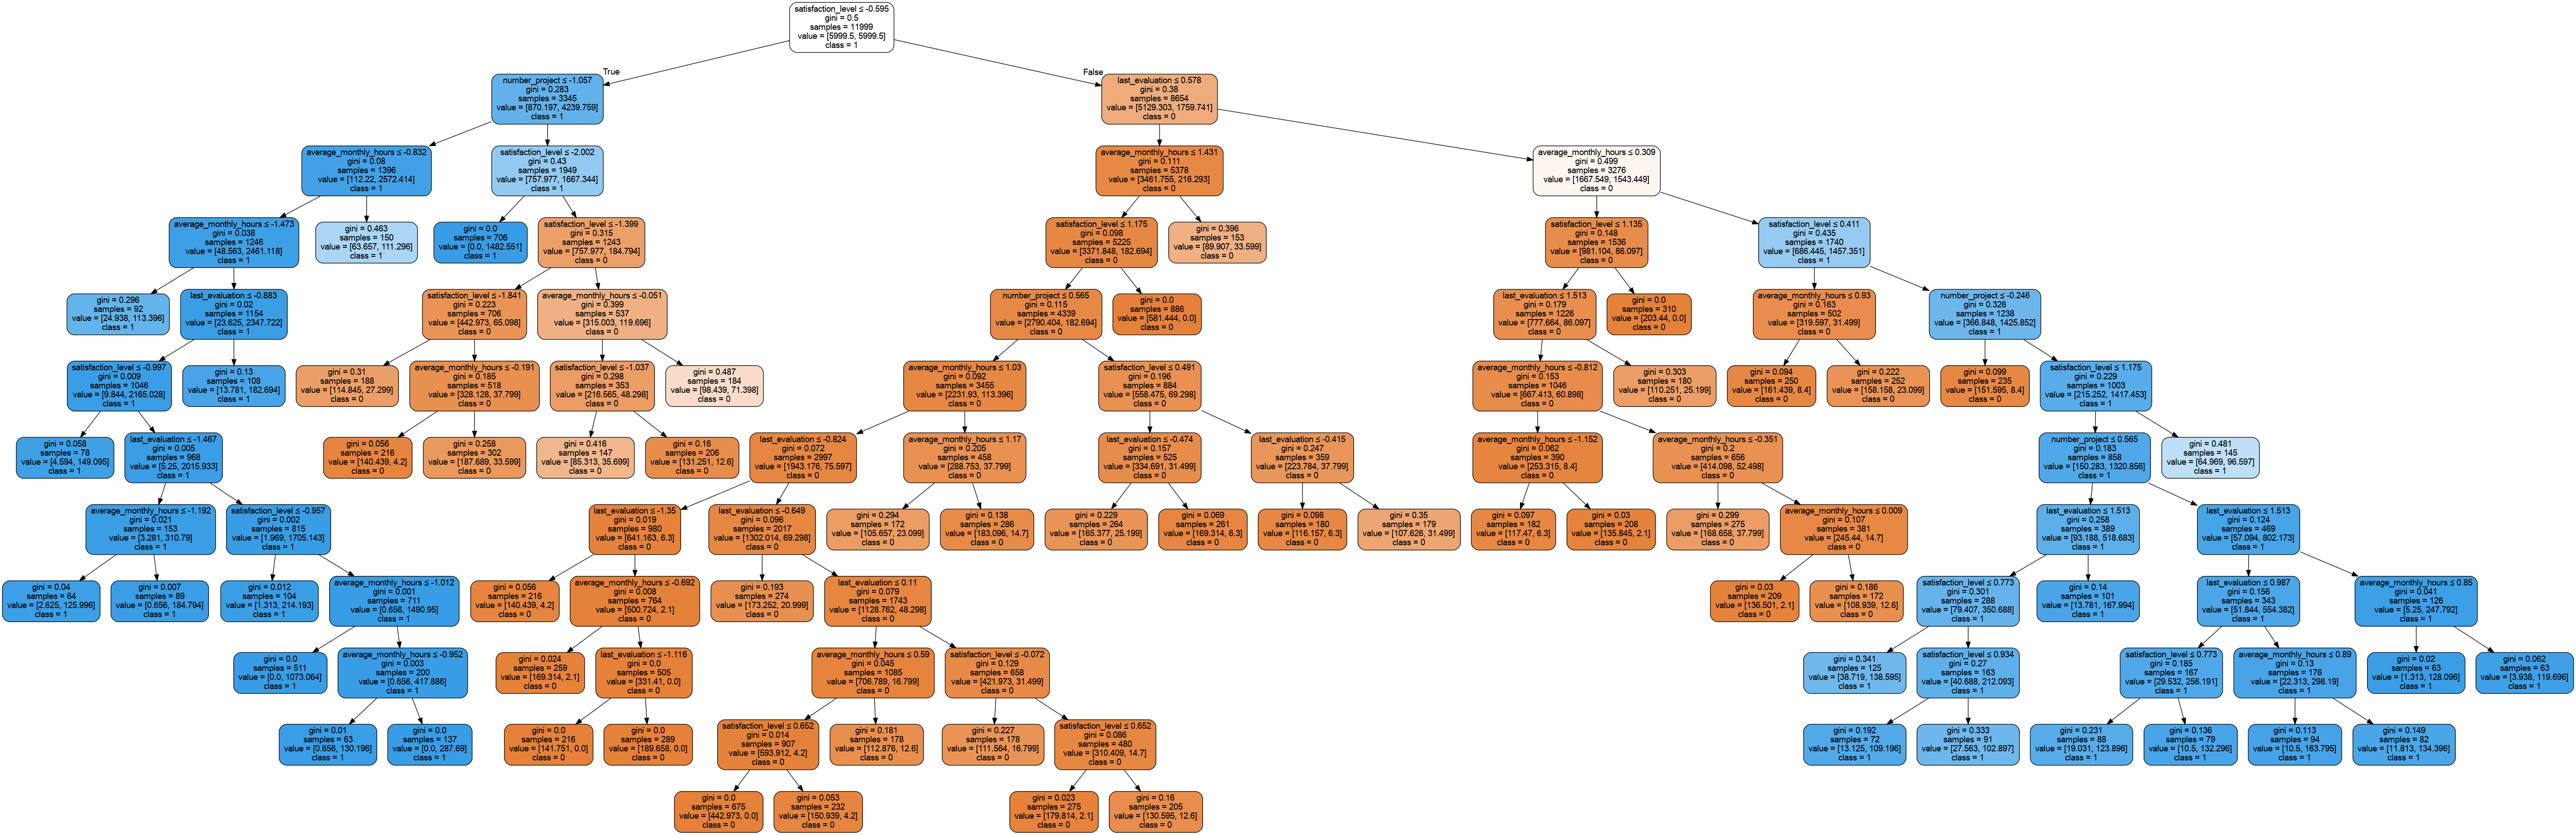 satisfaction_level ≤ -0.595
gini = 0.5
samples = 11999
value = [5999.5, 5999.5]
class = 1
True
False
number_project ≤ -1.057
gini = 0.283
samples = 3345
value = [870.197, 4239.759]
class = 1
last_evaluation ≤ 0.578
gini = 0.38
samples = 8654
value = [5129.303, 1759.741]
class = 0
average_monthly_hours ≤ -0.832
gini = 0.08
samples = 1396
value = [112.22, 2572.414]
class = 1
satisfaction_level ≤ -2.002
gini = 0.43
samples = 1949
value = [757.977, 1667.344]
class = 1
average_monthly_hours ≤ 1.431
gini = 0.111
samples = 5378
value = [3461.755, 216.293]
class = 0
average_monthly_hours ≤ 0.309
gini = 0.499
samples = 3276
value = [1667.549, 1543.449]
class = 0
average_monthly_hours ≤ -1.473
gini = 0.038
samples = 1246
value = [48.563, 2461.118]
class = 1
gini = 0.463
samples = 150
value = [63.657, 111.296]
class = 1
gini = 0.0
samples = 706
value = [0.0, 1482.551]
class = 1
satisfaction_level ≤ -1.399
gini = 0.315
samples = 1243
value = [757.977, 184.794]
class = 0
satisfaction_level ≤ 1.175
gini = 0.098
samples = 5225
value = [3371.848, 182.694]
class = 0
gini = 0.396
samples = 153
value = [89.907, 33.599]
class = 0
satisfaction_level ≤ 1.135
gini = 0.148
samples = 1536
value = [981.104, 86.097]
class = 0
satisfaction_level ≤ 0.411
gini = 0.435
samples = 1740
value = [686.445, 1457.351]
class = 1
gini = 0.296
samples = 92
value = [24.938, 113.396]
class = 1
last_evaluation ≤ -0.883
gini = 0.02
samples = 1154
value = [23.625, 2347.722]
class = 1
satisfaction_level ≤ -1.841
gini = 0.223
samples = 706
value = [442.973, 65.098]
class = 0
average_monthly_hours ≤ -0.051
gini = 0.399
samples = 537
value = [315.003, 119.696]
class = 0
number_project ≤ 0.565
gini = 0.115
samples = 4339
value = [2790.404, 182.694]
class = 0
gini = 0.0
samples = 886
value = [581.444, 0.0]
class = 0
last_evaluation ≤ 1.513
gini = 0.179
samples = 1226
value = [777.664, 86.097]
class = 0
gini = 0.0
samples = 310
value = [203.44, 0.0]
class = 0
average_monthly_hours ≤ 0.93
gini = 0.163
samples = 502
value = [319.597, 31.499]
class = 0
number_project ≤ -0.246
gini = 0.326
samples = 1238
value = [366.848, 1425.852]
class = 1
satisfaction_level ≤ -0.997
gini = 0.009
samples = 1046
value = [9.844, 2165.028]
class = 1
gini = 0.13
samples = 108
value = [13.781, 182.694]
class = 1
gini = 0.31
samples = 188
value = [114.845, 27.299]
class = 0
average_monthly_hours ≤ -0.191
gini = 0.185
samples = 518
value = [328.128, 37.799]
class = 0
satisfaction_level ≤ -1.037
gini = 0.298
samples = 353
value = [216.565, 48.298]
class = 0
gini = 0.487
samples = 184
value = [98.439, 71.398]
class = 0
average_monthly_hours ≤ 1.03
gini = 0.092
samples = 3455
value = [2231.93, 113.396]
class = 0
satisfaction_level ≤ 0.491
gini = 0.196
samples = 884
value = [558.475, 69.298]
class = 0
average_monthly_hours ≤ -0.812
gini = 0.153
samples = 1046
value = [667.413, 60.898]
class = 0
gini = 0.303
samples = 180
value = [110.251, 25.199]
class = 0
gini = 0.094
samples = 250
value = [161.439, 8.4]
class = 0
gini = 0.222
samples = 252
value = [158.158, 23.099]
class = 0
gini = 0.099
samples = 235
value = [151.595, 8.4]
class = 0
satisfaction_level ≤ 1.175
gini = 0.229
samples = 1003
value = [215.252, 1417.453]
class = 1
gini = 0.058
samples = 78
value = [4.594, 149.095]
class = 1
last_evaluation ≤ -1.467
gini = 0.005
samples = 968
value = [5.25, 2015.933]
class = 1
gini = 0.056
samples = 216
value = [140.439, 4.2]
class = 0
gini = 0.258
samples = 302
value = [187.689, 33.599]
class = 0
gini = 0.416
samples = 147
value = [85.313, 35.699]
class = 0
gini = 0.16
samples = 206
value = [131.251, 12.6]
class = 0
last_evaluation ≤ -0.824
gini = 0.072
samples = 2997
value = [1943.176, 75.597]
class = 0
average_monthly_hours ≤ 1.17
gini = 0.205
samples = 458
value = [288.753, 37.799]
class = 0
last_evaluation ≤ -0.474
gini = 0.157
samples = 525
value = [334.691, 31.499]
class = 0
last_evaluation ≤ -0.415
gini = 0.247
samples = 359
value = [223.784, 37.799]
class = 0
average_monthly_hours ≤ -1.152
gini = 0.062
samples = 390
value = [253.315, 8.4]
class = 0
average_monthly_hours ≤ -0.351
gini = 0.2
samples = 656
value = [414.098, 52.498]
class = 0
number_project ≤ 0.565
gini = 0.183
samples = 858
value = [150.283, 1320.856]
class = 1
gini = 0.481
samples = 145
value = [64.969, 96.597]
class = 1
average_monthly_hours ≤ -1.192
gini = 0.021
samples = 153
value = [3.281, 310.79]
class = 1
satisfaction_level ≤ -0.957
gini = 0.002
samples = 815
value = [1.969, 1705.143]
class = 1
last_evaluation ≤ -1.35
gini = 0.019
samples = 980
value = [641.163, 6.3]
class = 0
last_evaluation ≤ -0.649
gini = 0.096
samples = 2017
value = [1302.014, 69.298]
class = 0
gini = 0.294
samples = 172
value = [105.657, 23.099]
class = 0
gini = 0.138
samples = 286
value = [183.096, 14.7]
class = 0
gini = 0.229
samples = 264
value = [165.377, 25.199]
class = 0
gini = 0.069
samples = 261
value = [169.314, 6.3]
class = 0
gini = 0.098
samples = 180
value = [116.157, 6.3]
class = 0
gini = 0.35
samples = 179
value = [107.626, 31.499]
class = 0
gini = 0.097
samples = 182
value = [117.47, 6.3]
class = 0
gini = 0.03
samples = 208
value = [135.845, 2.1]
class = 0
gini = 0.299
samples = 275
value = [168.658, 37.799]
class = 0
average_monthly_hours ≤ 0.009
gini = 0.107
samples = 381
value = [245.44, 14.7]
class = 0
last_evaluation ≤ 1.513
gini = 0.258
samples = 389
value = [93.188, 518.683]
class = 1
last_evaluation ≤ 1.513
gini = 0.124
samples = 469
value = [57.094, 802.173]
class = 1
gini = 0.04
samples = 64
value = [2.625, 125.996]
class = 1
gini = 0.007
samples = 89
value = [0.656, 184.794]
class = 1
gini = 0.012
samples = 104
value = [1.313, 214.193]
class = 1
average_monthly_hours ≤ -1.012
gini = 0.001
samples = 711
value = [0.656, 1490.95]
class = 1
gini = 0.056
samples = 216
value = [140.439, 4.2]
class = 0
average_monthly_hours ≤ -0.692
gini = 0.008
samples = 764
value = [500.724, 2.1]
class = 0
gini = 0.193
samples = 274
value = [173.252, 20.999]
class = 0
last_evaluation ≤ 0.11
gini = 0.079
samples = 1743
value = [1128.762, 48.298]
class = 0
gini = 0.03
samples = 209
value = [136.501, 2.1]
class = 0
gini = 0.186
samples = 172
value = [108.939, 12.6]
class = 0
satisfaction_level ≤ 0.773
gini = 0.301
samples = 288
value = [79.407, 350.688]
class = 1
gini = 0.14
samples = 101
value = [13.781, 167.994]
class = 1
last_evaluation ≤ 0.987
gini = 0.156
samples = 343
value = [51.844, 554.382]
class = 1
average_monthly_hours ≤ 0.85
gini = 0.041
samples = 126
value = [5.25, 247.792]
class = 1
gini = 0.0
samples = 511
value = [0.0, 1073.064]
class = 1
average_monthly_hours ≤ -0.952
gini = 0.003
samples = 200
value = [0.656, 417.886]
class = 1
gini = 0.024
samples = 259
value = [169.314, 2.1]
class = 0
last_evaluation ≤ -1.116
gini = 0.0
samples = 505
value = [331.41, 0.0]
class = 0
average_monthly_hours ≤ 0.59
gini = 0.045
samples = 1085
value = [706.789, 16.799]
class = 0
satisfaction_level ≤ -0.072
gini = 0.129
samples = 658
value = [421.973, 31.499]
class = 0
gini = 0.341
samples = 125
value = [38.719, 138.595]
class = 1
satisfaction_level ≤ 0.934
gini = 0.27
samples = 163
value = [40.688, 212.093]
class = 1
satisfaction_level ≤ 0.773
gini = 0.185
samples = 167
value = [29.532, 256.191]
class = 1
average_monthly_hours ≤ 0.89
gini = 0.13
samples = 176
value = [22.313, 298.19]
class = 1
gini = 0.02
samples = 63
value = [1.313, 128.096]
class = 1
gini = 0.062
samples = 63
value = [3.938, 119.696]
class = 1
gini = 0.01
samples = 63
value = [0.656, 130.196]
class = 1
gini = 0.0
samples = 137
value = [0.0, 287.69]
class = 1
gini = 0.0
samples = 216
value = [141.751, 0.0]
class = 0
gini = 0.0
samples = 289
value = [189.658, 0.0]
class = 0
satisfaction_level ≤ 0.652
gini = 0.014
samples = 907
value = [593.912, 4.2]
class = 0
gini = 0.181
samples = 178
value = [112.876, 12.6]
class = 0
gini = 0.227
samples = 178
value = [111.564, 16.799]
class = 0
satisfaction_level ≤ 0.652
gini = 0.086
samples = 480
value = [310.409, 14.7]
class = 0
gini = 0.192
samples = 72
value = [13.125, 109.196]
class = 1
gini = 0.333
samples = 91
value = [27.563, 102.897]
class = 1
gini = 0.231
samples = 88
value = [19.031, 123.896]
class = 1
gini = 0.136
samples = 79
value = [10.5, 132.296]
class = 1
gini = 0.113
samples = 94
value = [10.5, 163.795]
class = 1
gini = 0.149
samples = 82
value = [11.813, 134.396]
class = 1
gini = 0.0
samples = 675
value = [442.973, 0.0]
class = 0
gini = 0.053
samples = 232
value = [150.939, 4.2]
class = 0
gini = 0.023
samples = 275
value = [179.814, 2.1]
class = 0
gini = 0.16
samples = 205
value = [130.595, 12.6]
class = 0